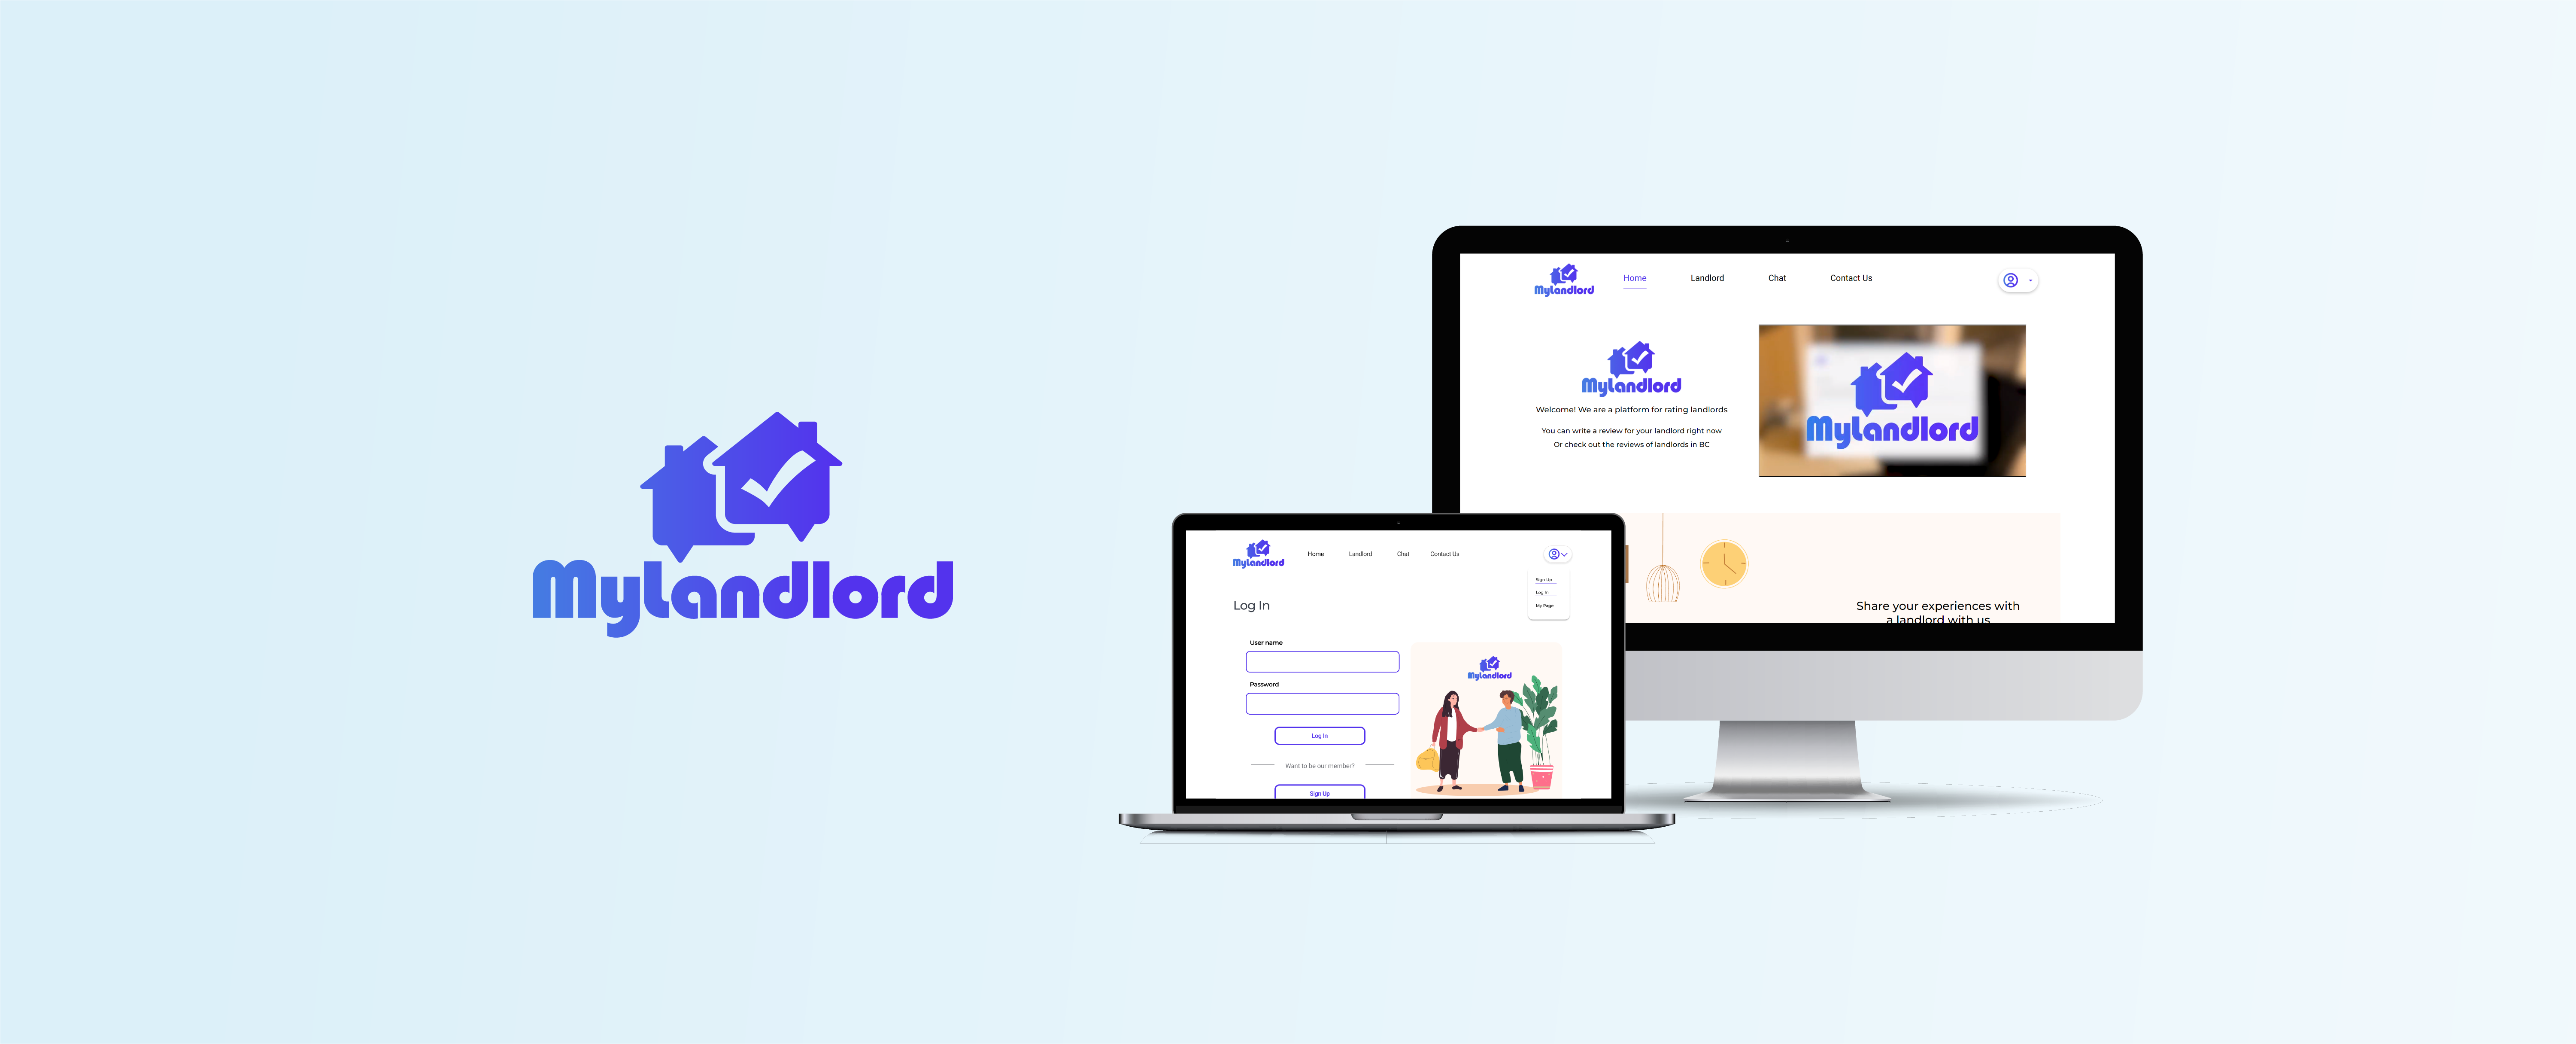 MyLandlord
MyLandlord
Home
Landlord
Chat
Contact Us
MyLandlord
Welcome! We are a platform for rating landlords
You can write a review for your landlord right now
Or check out the reviews of landlords in BC
MyLandlord
Share your experiences with
a landlord with us
MyLandlord
Home
Landlord
Chat
Contact Us
Sign Up
Log In
My Page
Log In
User name
Password
Log In
Want to be our member?
Sign Up
MyLandlord